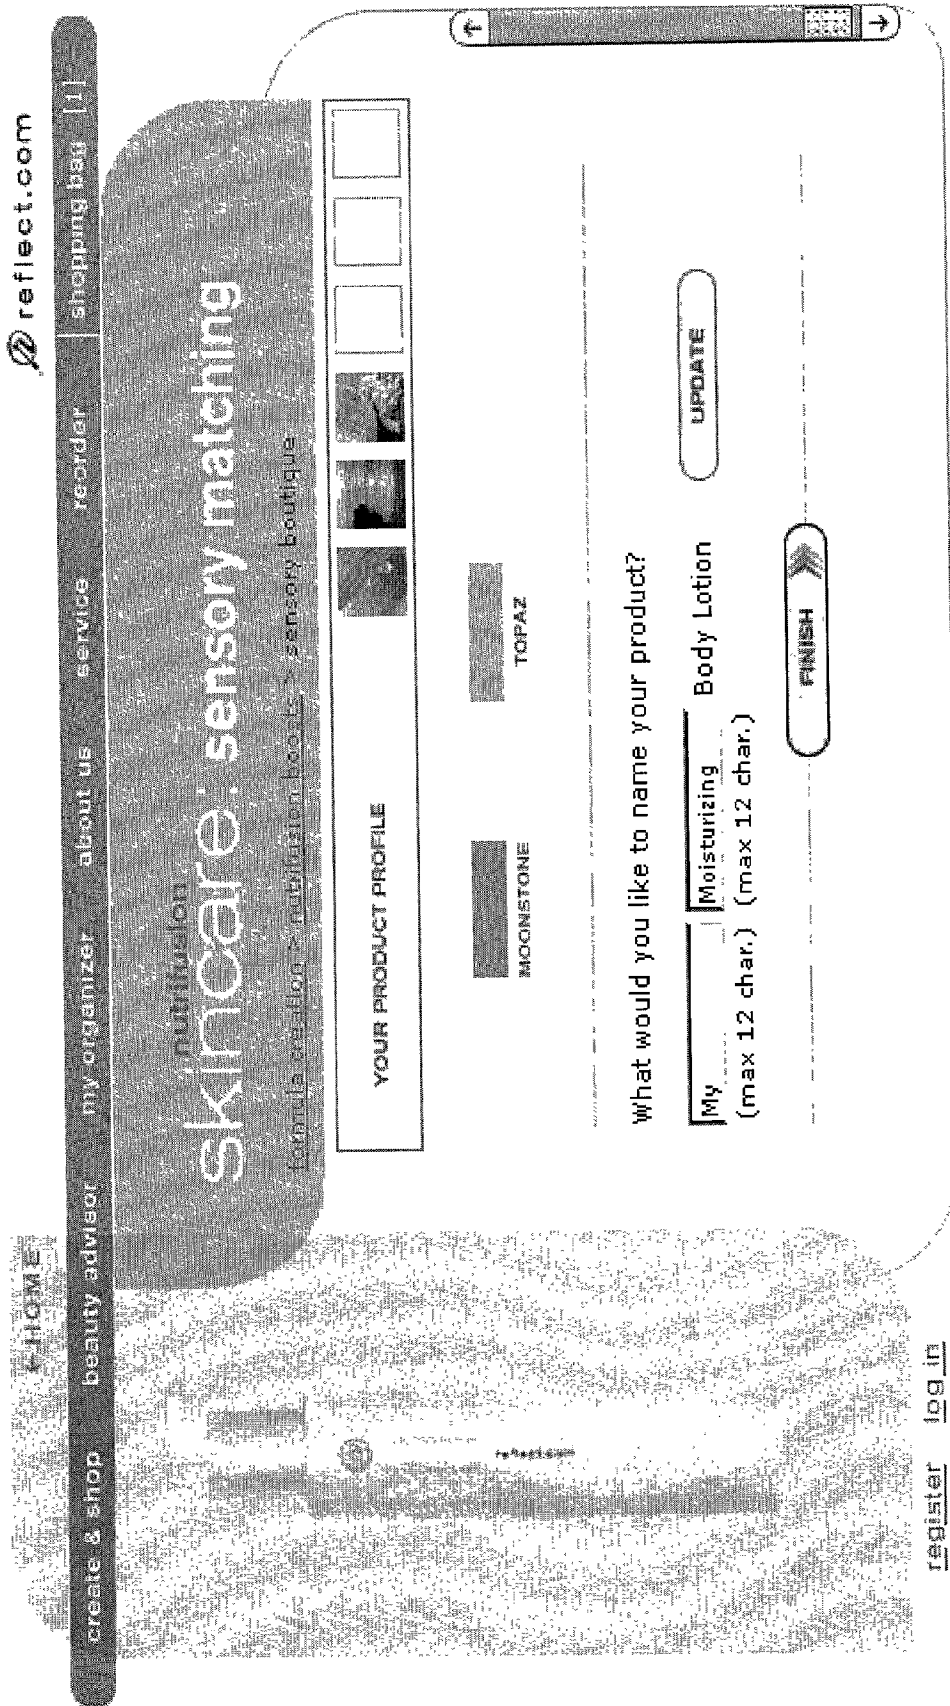 HOME
reflect.com
create & shop beauty advisor my organizer about us service reorder shopping bag [1]
nutrifusion
skincare: sensory matching
formula creation > nutrifusion boosts > sensory boutique
YOUR PRODUCT PROFILE
MOONSTONE TOPAZ
What would you like to name your product?
My Moisturizing Body Lotion UPDATE
(max 12 char.) (max 12 char.)
FINISH
register log in